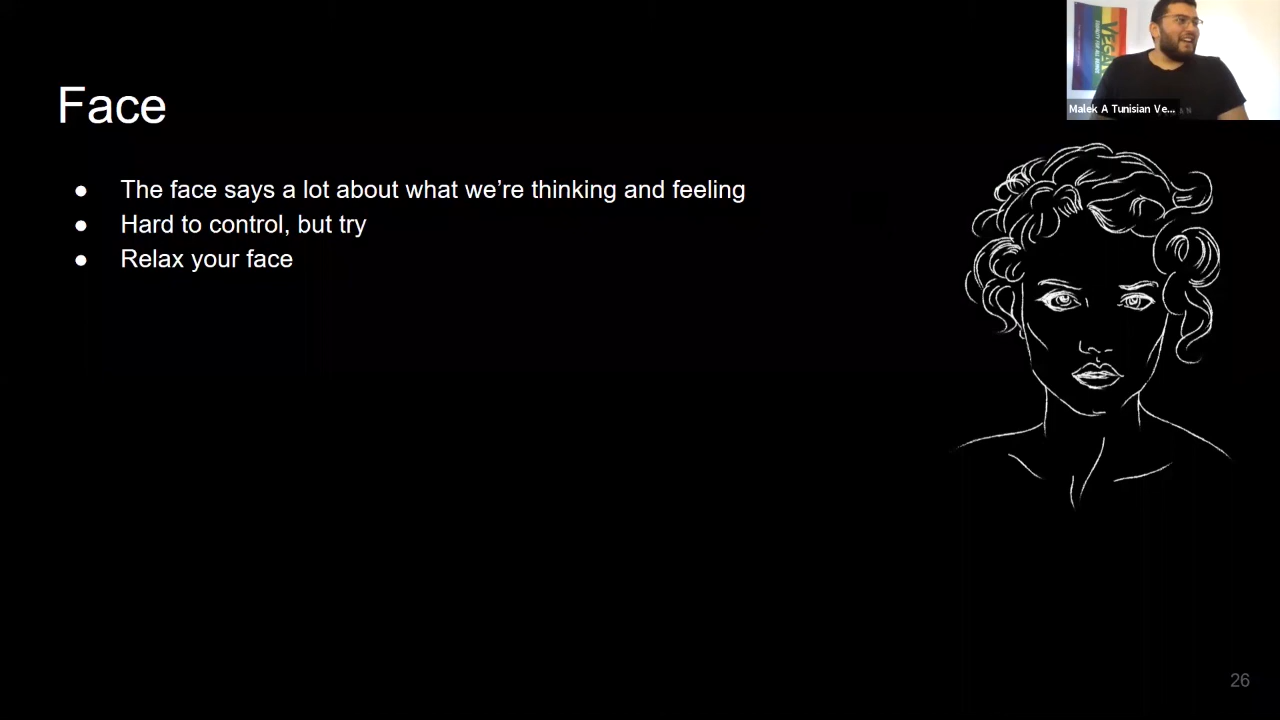 Face
● The face says a lot about what we’re thinking and feeling
● Hard to control, but try
● Relax your face
VEGAN
Malek A Tunisian Ve...
26